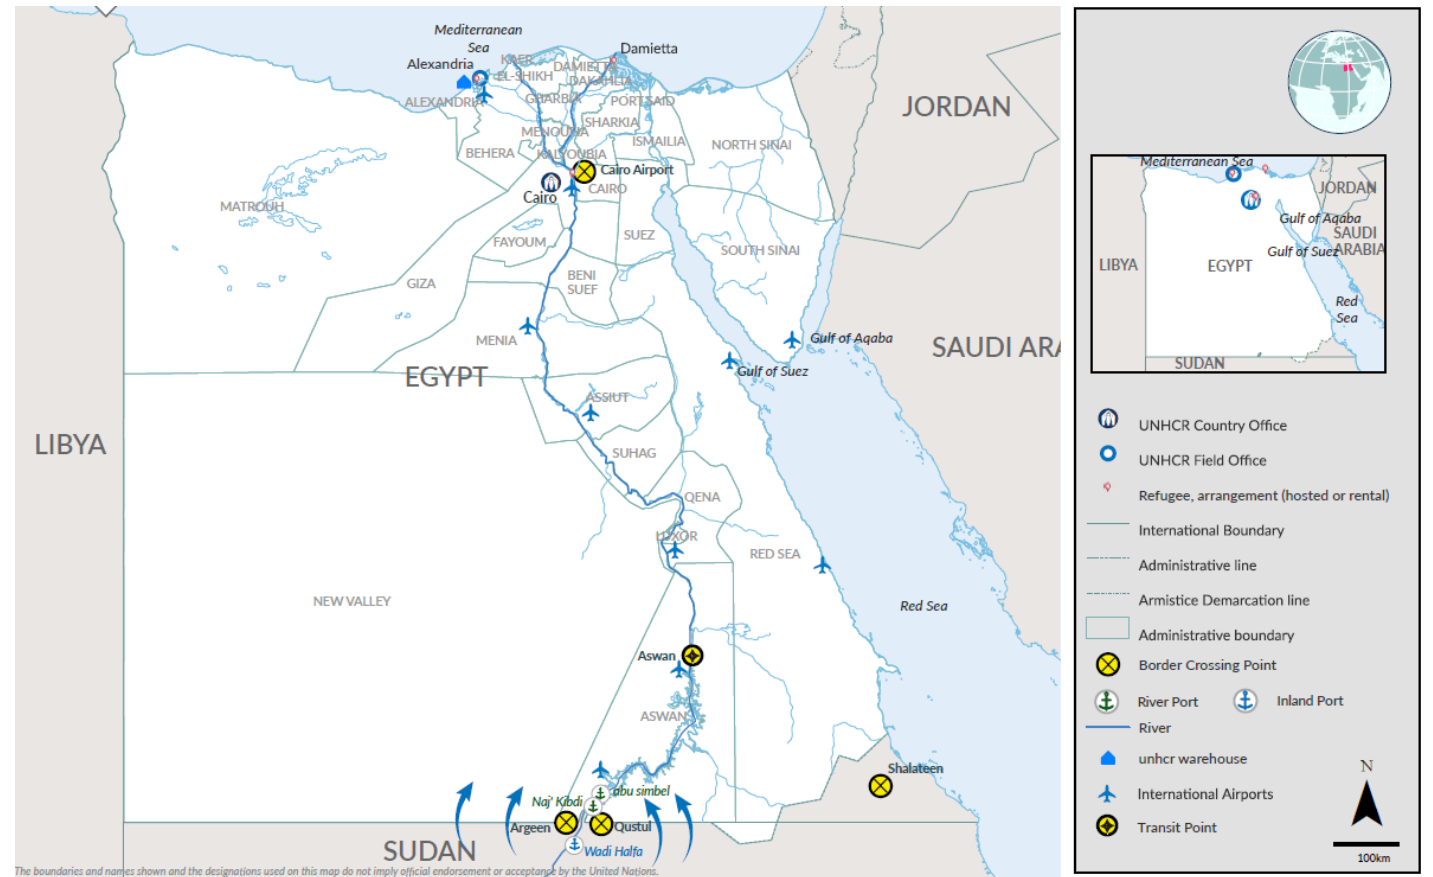 Mediterranean
Sea
Damietta
Alexandria
KAFR
EL-SHIKH
DAMIETTA
DAKAHLIA
ALEXANDRIA
GHARBIA
PORTSAID
SHARKIA
MENOUFIA
ISMAILIA
NORTH SINAI
BEHERA
KALYOUBIA
Cairo Airport
CAIRO
Cairo
MATROUH
FAYOUM
SUEZ
SOUTH SINAI
GIZA
BENI
SUEF
MENIA
Gulf of Aqaba
Gulf of Suez
EGYPT
ASSIUT
LIBYA
SUHAG
QENA
LUXOR
RED SEA
NEW VALLEY
Red Sea
Aswan
ASWAN
Shalateen
abu simbel
Naj' Kibdi
Argeen
Qustul
SUDAN
Wadi Halfa
JORDAN
SAUDI ARA
The boundaries and names shown and the designations used on this map do not imply official endorsement or acceptance by the United Nations.
Mediterranean Sea
JORDAN
Gulf of Aqaba
SAUDI
ARABIA
Gulf of Suez
LIBYA
EGYPT
Red
Sea
SUDAN
UNHCR Country Office
UNHCR Field Office
Refugee, arrangement (hosted or rental)
International Boundary
Administrative line
Armistice Demarcation line
Administrative boundary
Border Crossing Point
River Port
Inland Port
River
unhcr warehouse
International Airports
Transit Point
N
100km